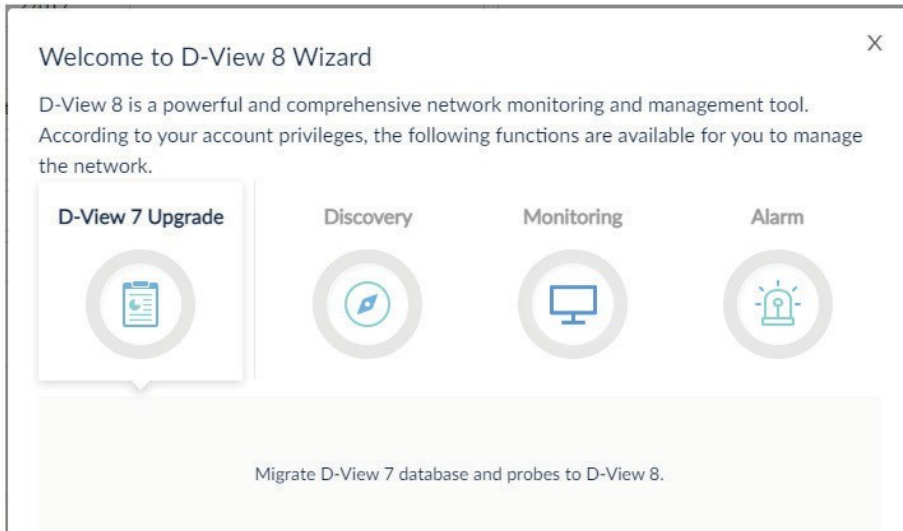 Welcome to D-View 8 Wizard
X
D-View 8 is a powerful and comprehensive network monitoring and management tool.
According to your account privileges, the following functions are available for you to manage
the network.
D-View 7 Upgrade
Discovery
Monitoring
Alarm
Migrate D-View 7 database and probes to D-View 8.